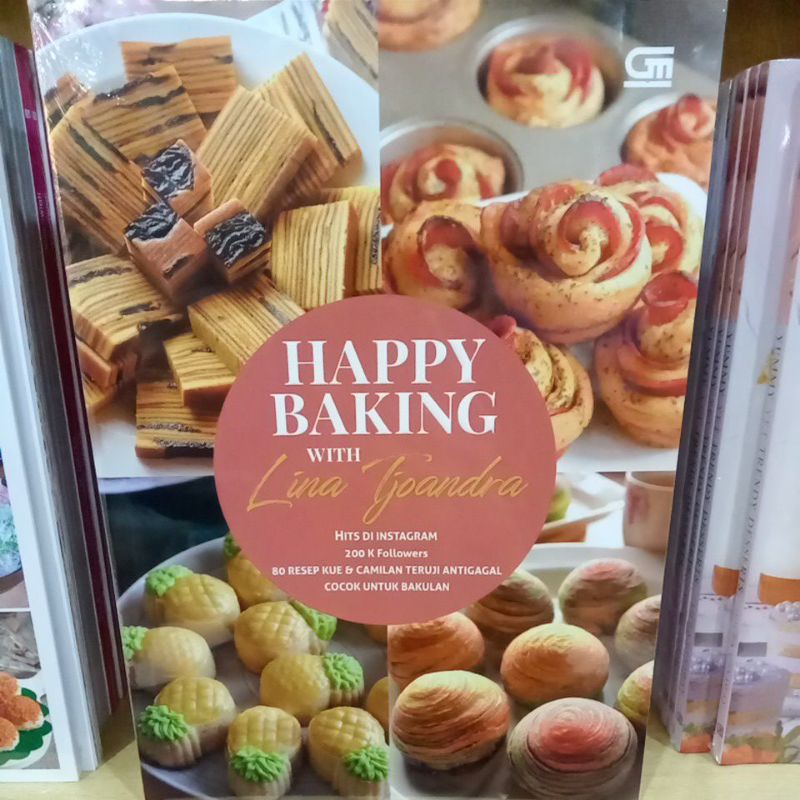 HAPPY
BAKING
WITH
Lina Tjoandra
HITS DI INSTAGRAM
200 K Followers
80 RESEP KUE & CAMILAN TERUJI ANTIGAGAL
COCOK UNTUK BAKULAN